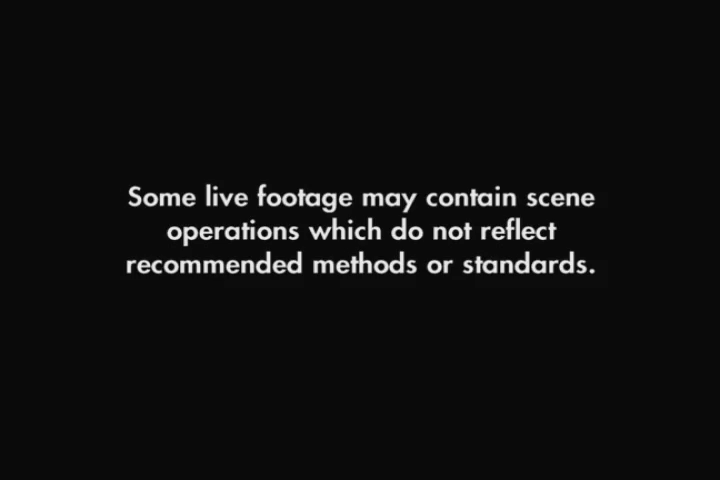 Some live footage may contain scene
operations which do not reflect
recommended methods or standards.